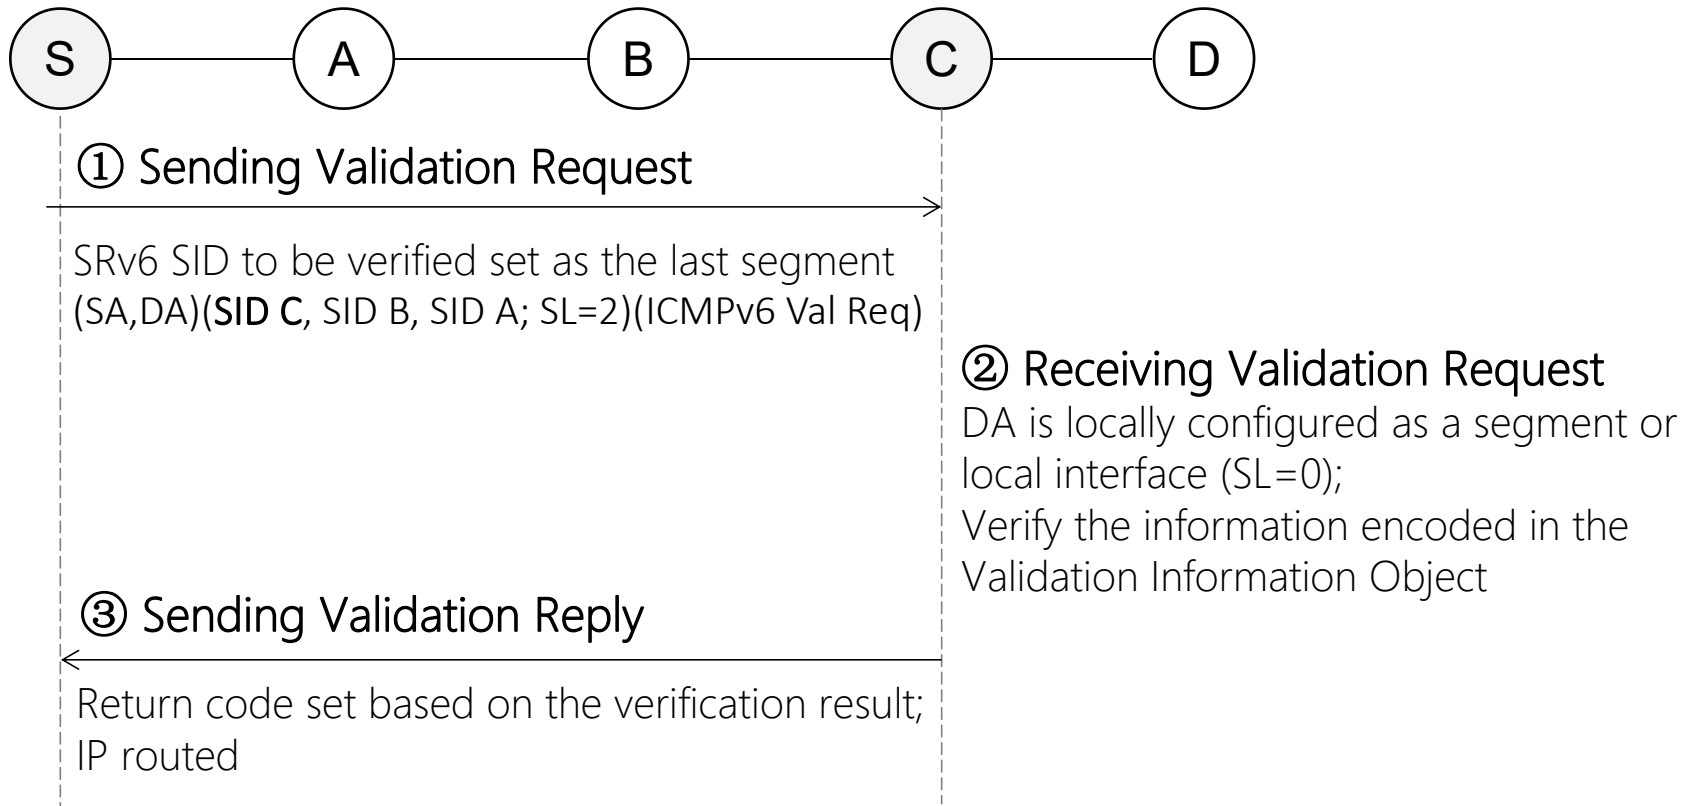 S A B C D
① Sending Validation Request
SRv6 SID to be verified set as the last segment
(SA,DA)(SID C, SID B, SID A; SL=2)(ICMPv6 Val Req)
② Receiving Validation Request
DA is locally configured as a segment or
local interface (SL=0);
Verify the information encoded in the
Validation Information Object
③ Sending Validation Reply
Return code set based on the verification result;
IP routed